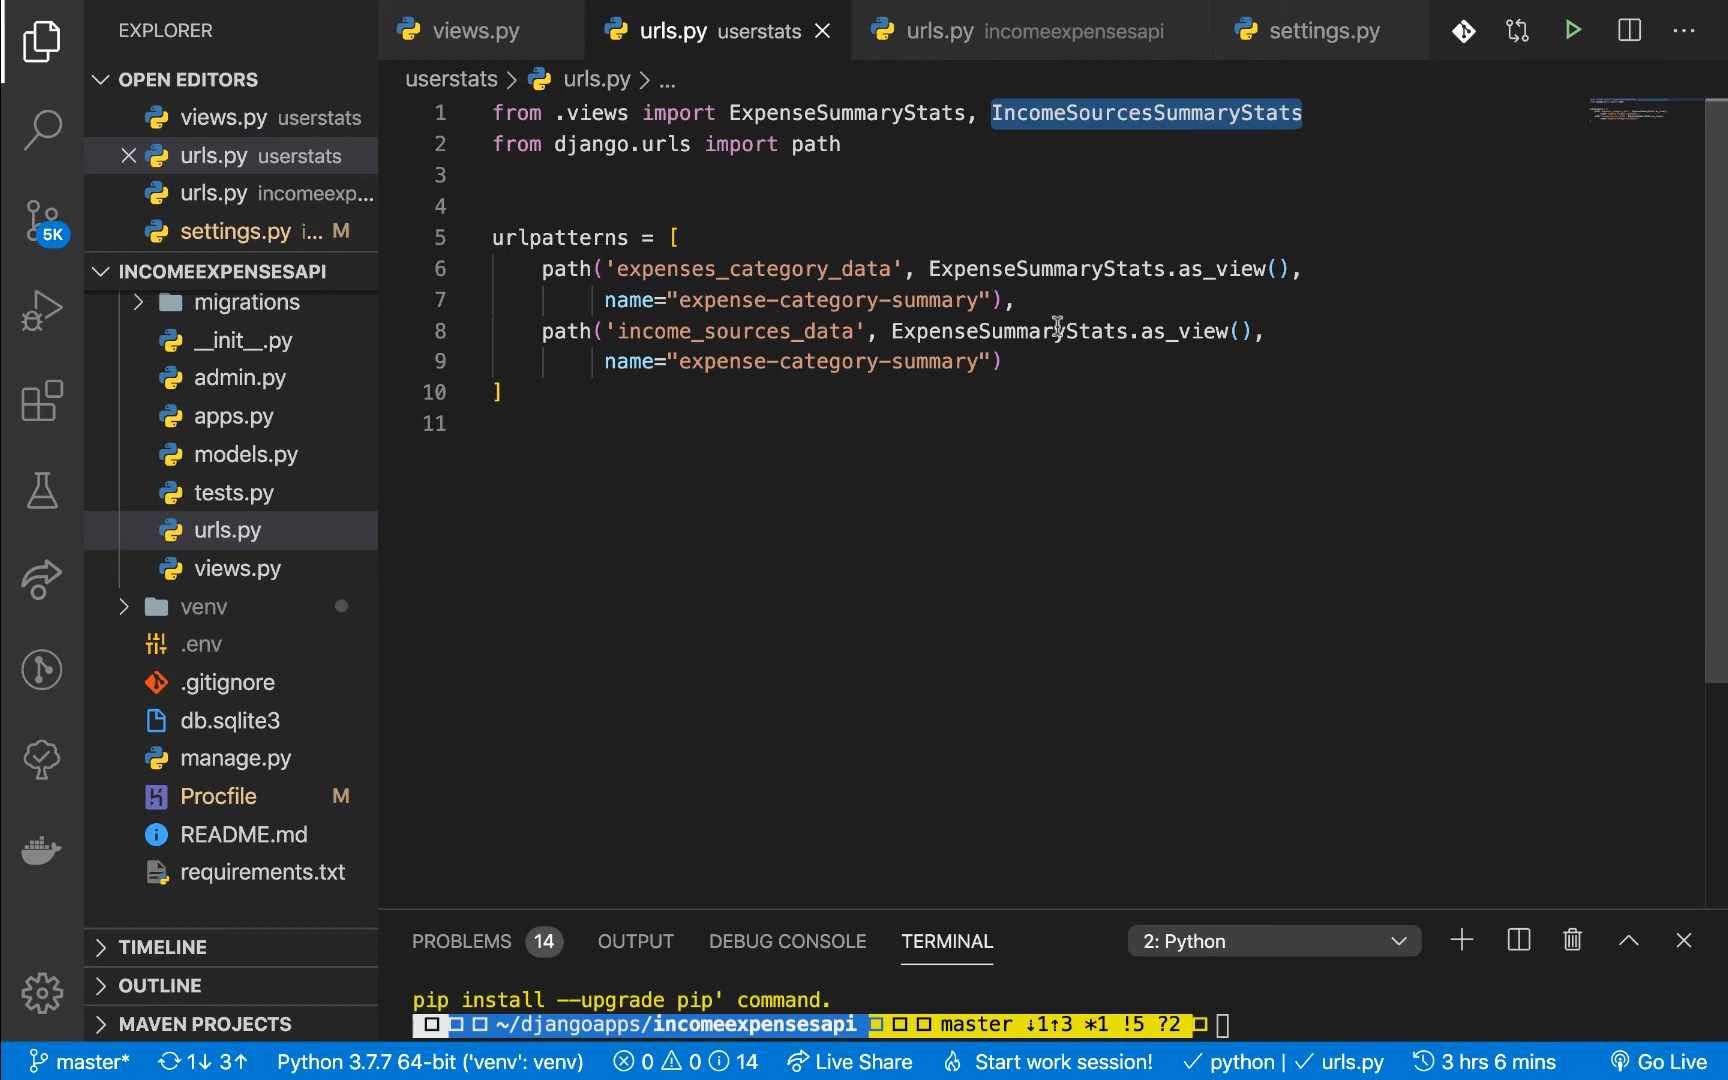 EXPLORER
OPEN EDITORS
views.py userstats
urls.py userstats
urls.py incomeexp...
settings.py i... M
INCOMEEXPENSESAPI
migrations
__init__.py
admin.py
apps.py
models.py
tests.py
urls.py
views.py
venv
.env
.gitignore
db.sqlite3
manage.py
Procfile M
README.md
requirements.txt
TIMELINE
OUTLINE
MAVEN PROJECTS
5K
views.py
urls.py userstats
urls.py incomeexpensesapi
settings.py
userstats > urls.py > ...
1 from .views import ExpenseSummaryStats, IncomeSourcesSummaryStats
2 from django.urls import path
3
4
5 urlpatterns = [
6 path('expenses_category_data', ExpenseSummaryStats.as_view(),
7 name="expense-category-summary"),
8 path('income_sources_data', ExpenseSummaryStats.as_view(),
9 name="expense-category-summary")
10 ]
11
PROBLEMS 14 OUTPUT DEBUG CONSOLE TERMINAL 2: Python
pip install --upgrade pip' command.
~/djangoapps/incomeexpensesapi master ↓1↑3 *1 !5 ?2
master* 1↓ 3↑ Python 3.7.7 64-bit ('venv': venv) 0 0 14 Live Share Start work session! ✓ python | ✓ urls.py 3 hrs 6 mins Go Live